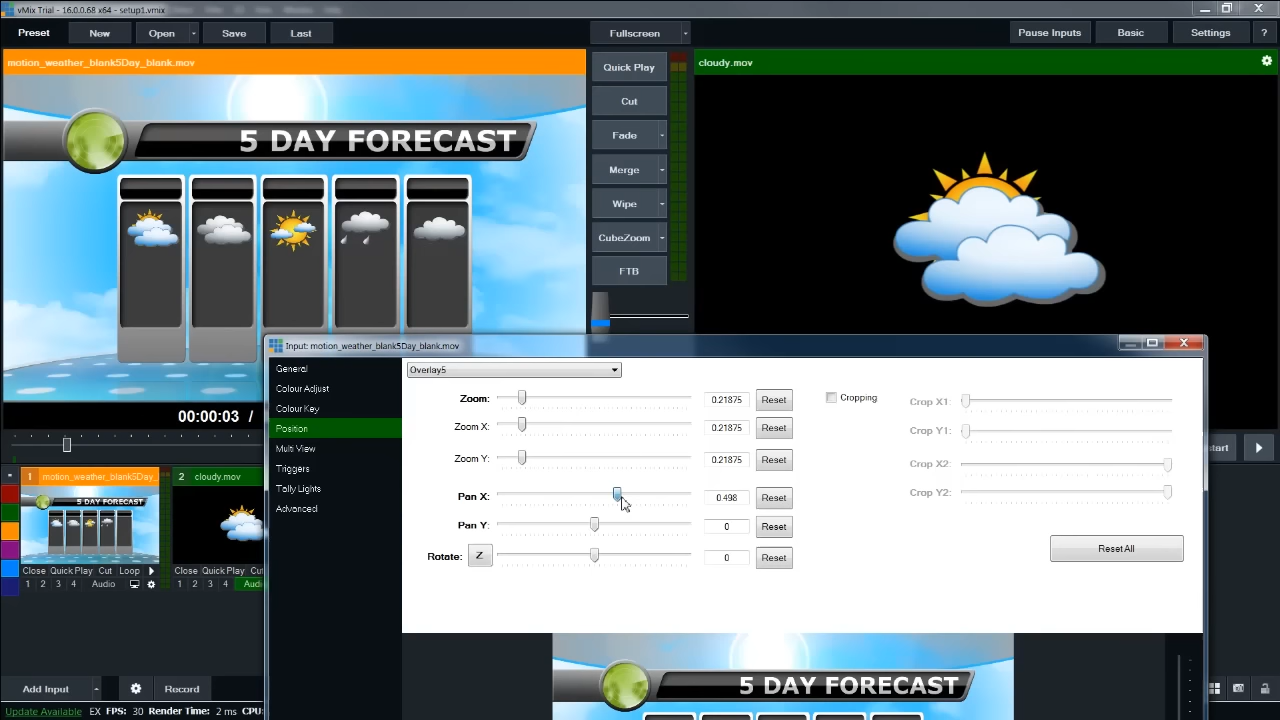 vMix Trial - 16.0.0.68 x64 - setup1.vmix
Preset New Open Save Last Fullscreen Pause Inputs Basic Settings ?
motion_weather_blank5Day_blank.mov
Quick Play
cloudy.mov
Cut
5 DAY FORECAST
Fade
Merge
Wipe
CubeZoom
FTB
Input: motion_weather_blank5Day_blank.mov
General
Colour Adjust
Colour Key
Position
Multi View
Triggers
Tally Lights
Advanced
Overlay5
Zoom: 0.21875 Reset
Zoom X: 0.21875 Reset
Zoom Y: 0.21875 Reset
Pan X: 0.498 Reset
Pan Y: 0 Reset
Rotate: Z 0 Reset
Cropping
Crop X1:
Crop Y1:
Crop X2:
Crop Y2:
Reset All
00:00:03 /
1 motion_weather_blank5Day_
2 cloudy.mov
5 DAY FORECAST
Close Quick Play Cut Loop
1 2 3 4 Audio
Close Quick Play Cut
1 2 3 4 Audi
tart
5 DAY FORECAST
Add Input Record
Update Available EX FPS: 30 Render Time: 2 ms CPU: